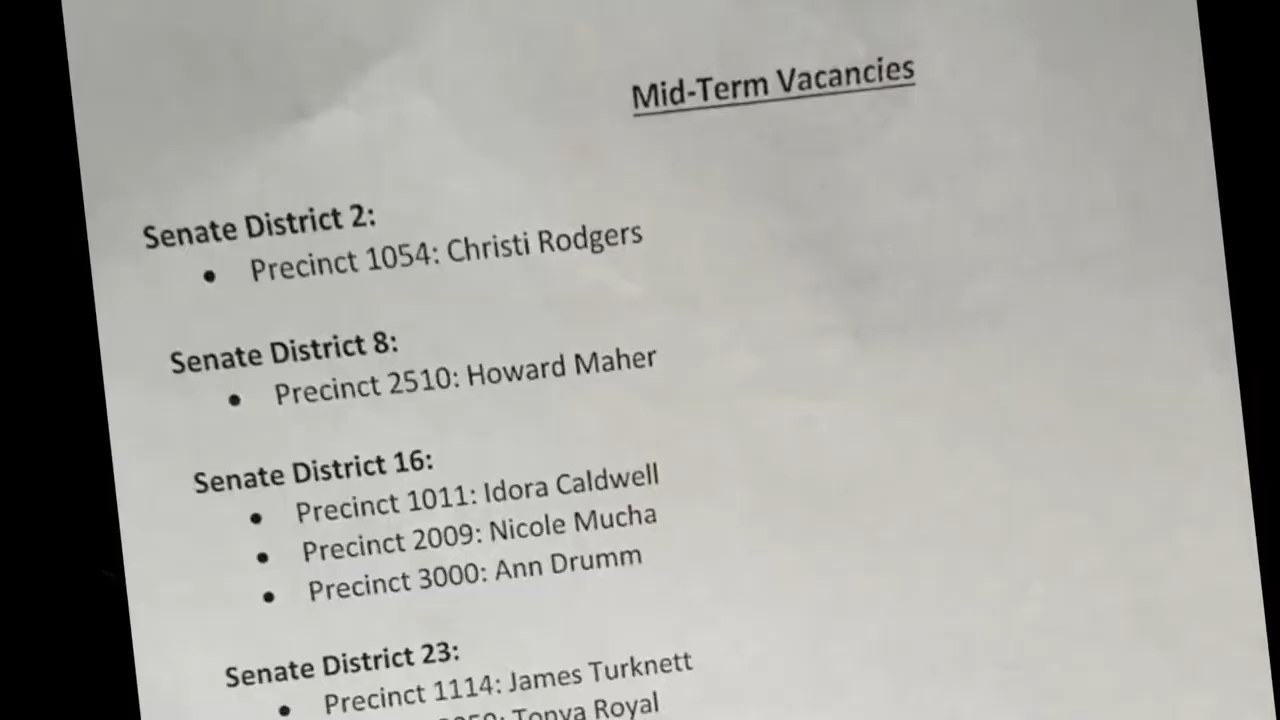 Mid-Term Vacancies
Senate District 2:
• Precinct 1054: Christi Rodgers
Senate District 8:
• Precinct 2510: Howard Maher
Senate District 16:
• Precinct 1011: Idora Caldwell
• Precinct 2009: Nicole Mucha
• Precinct 3000: Ann Drumm
Senate District 23:
• Precinct 1114: James Turknett
Tonya Royal